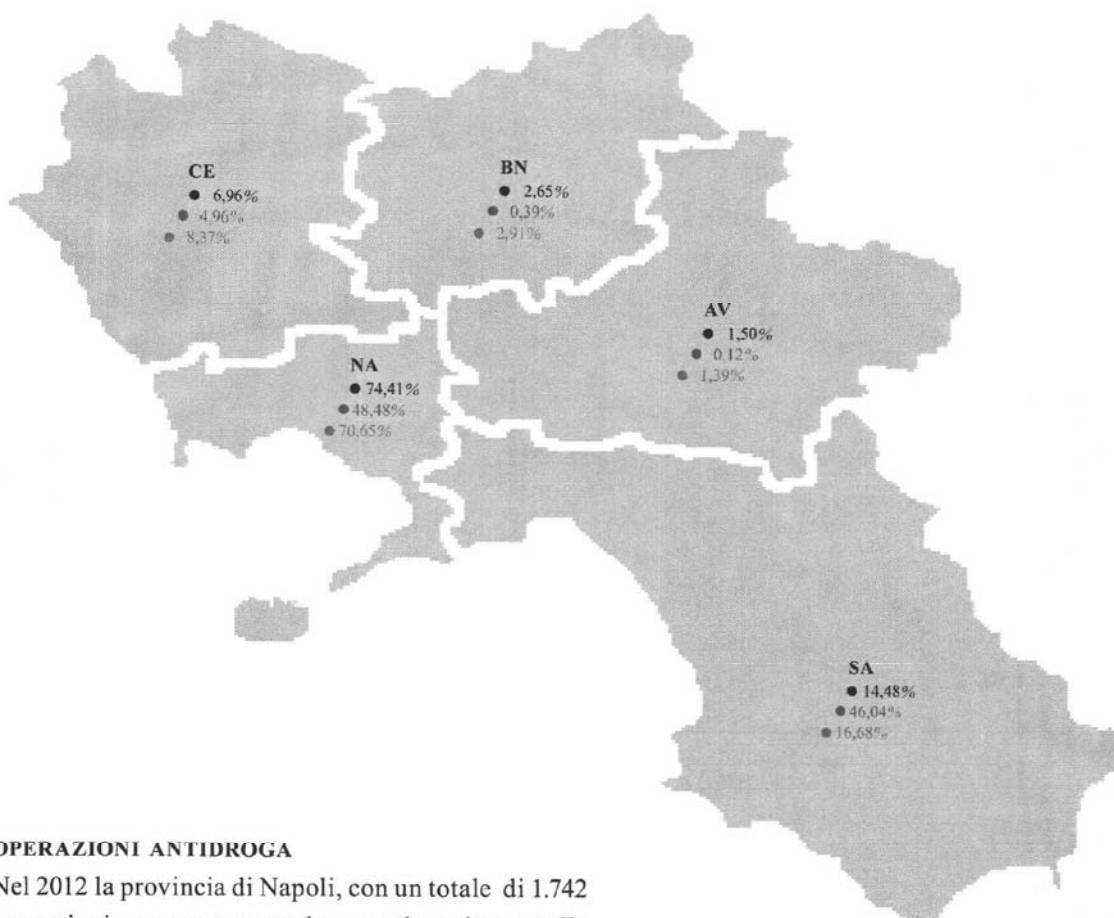 CE
6,96%
4,96%
8,37%
BN
2,65%
0,39%
2,91%
AV
1,50%
0,12%
1,39%
NA
74,41%
48,48%
70,65%
SA
14,48%
46,04%
16,68%
OPERAZIONI ANTIDROGA
Nel 2012 la provincia di Napoli, con un totale di 1.742